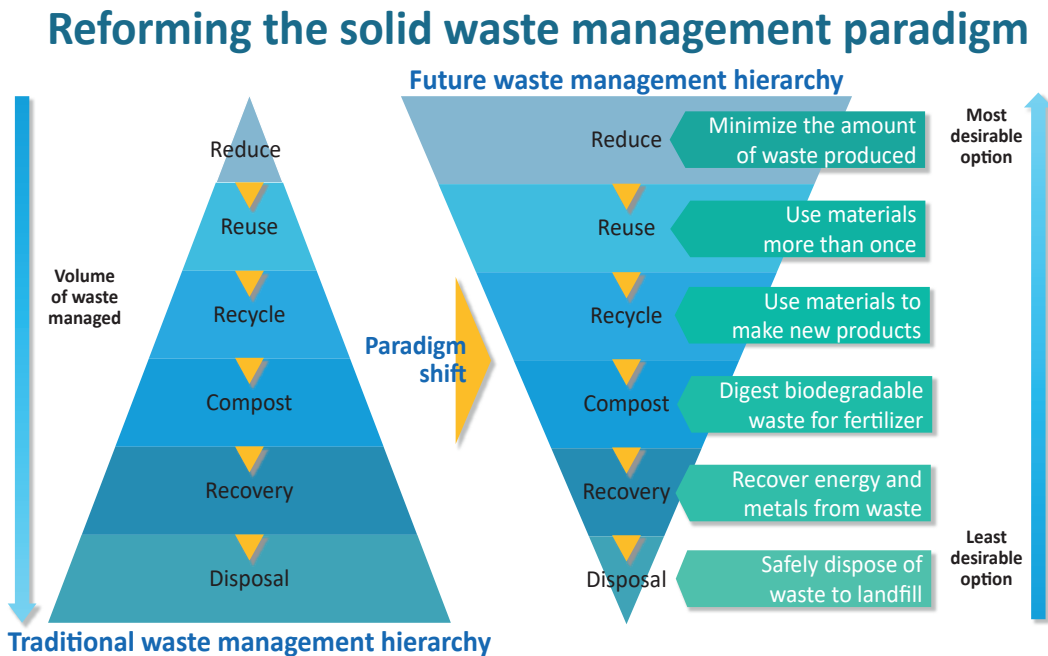 Reforming the solid waste management paradigm
Future waste management hierarchy
Volume
of waste
managed
Reduce
Reuse
Recycle
Compost
Recovery
Disposal
Traditional waste management hierarchy
Paradigm
shift
Reduce
Minimize the amount
of waste produced
Reuse
Use materials
more than once
Recycle
Use materials to
make new products
Compost
Digest biodegradable
waste for fertilizer
Recovery
Recover energy and
metals from waste
Disposal
Safely dispose of
waste to landfill
Most
desirable
option
Least
desirable
option